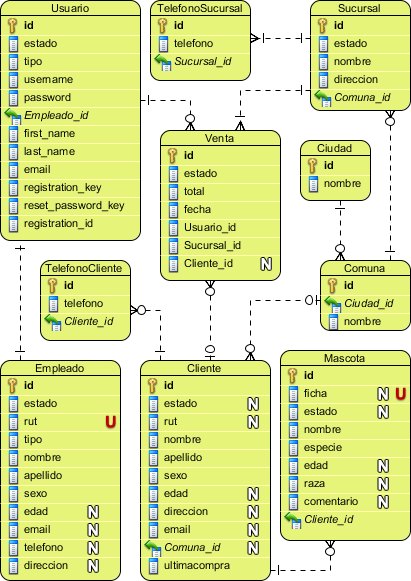 Usuario
id
estado
tipo
username
password
Empleado_id
first_name
last_name
email
registration_key
reset_password_key
registration_id
TelefonoSucursal
id
telefono
Sucursal_id
Sucursal
id
estado
nombre
direccion
Comuna_id
Venta
id
estado
total
fecha
Usuario_id
Sucursal_id
Cliente_id N
Ciudad
id
nombre
TelefonoCliente
id
telefono
Cliente_id
Comuna
id
Ciudad_id
nombre
Empleado
id
estado
rut U
tipo
nombre
apellido
sexo
edad N
email N
telefono N
direccion N
Cliente
id
estado N
rut N
nombre
apellido
sexo
edad N
direccion N
email N
Comuna_id N
ultimacompra
Mascota
id
ficha N U
estado N
nombre
especie
edad N
raza N
comentario N
Cliente_id